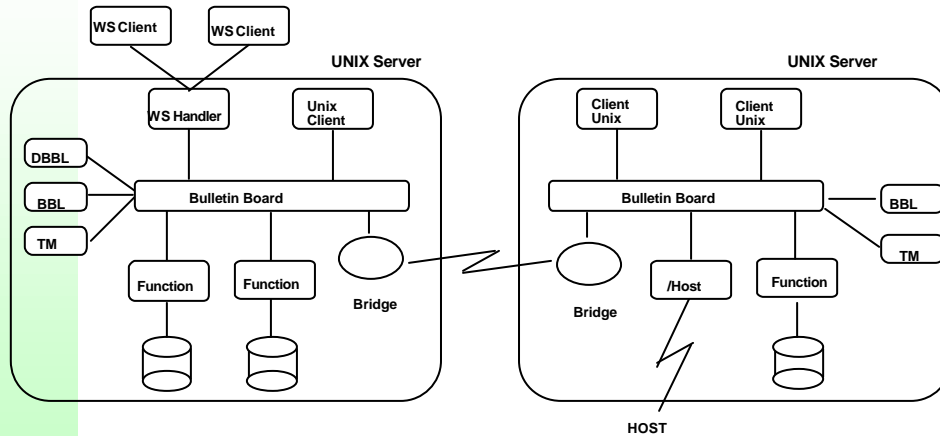 WS Client
WS Client
UNIX Server
UNIX Server
WS Handler
Unix
Client
Client
Unix
Client
Unix
DBBL
BBL
TM
Bulletin Board
Bulletin Board
BBL
TM
Function
Function
Bridge
Bridge
/Host
Function
HOST